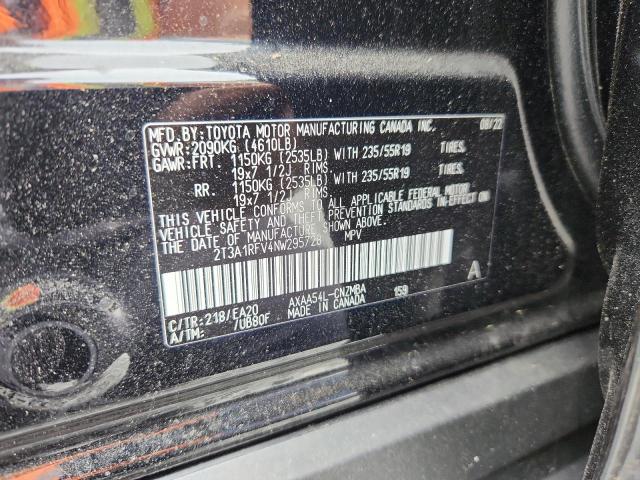 MFD.BY:TOYOTA MOTOR MANUFACTURING CANADA INC. 08/22
GVWR:2090KG (4610LB)
GAWR:FRT 1150KG (2535LB) WITH 235/55R19 TIRES,
19x7 1/2J RIMS,
RR 1150KG (2535LB) WITH 235/55R19 TIRES,
19x7 1/2J RIMS,
THIS VEHICLE CONFORMS TO ALL APPLICABLE FEDERAL MOTOR
VEHICLE SAFETY AND THEFT PREVENTION STANDARDS IN EFFECT ON
THE DATE OF MANUFACTURE SHOWN ABOVE.
2T3A1RFV4NW295728 MPV
A
C/TR:218/EA20 AXAA54L-CNZMBA 159
A/TM: /UB80F MADE IN CANADA